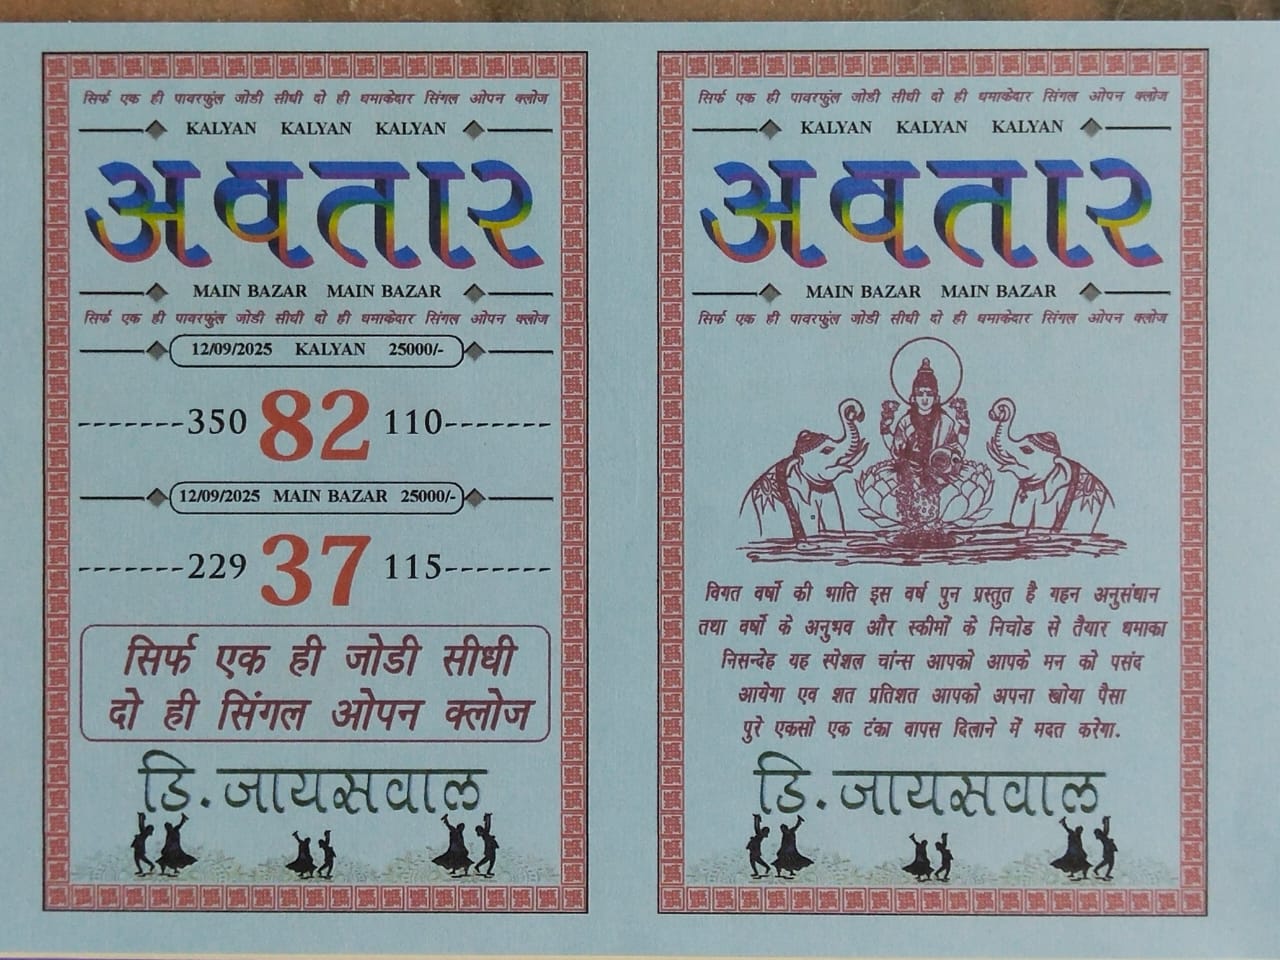 सिर्फ एक ही पावरफुंल जोडी सीधी दो ही धमाकेदार सिंगल ओपन क्लोज
KALYAN KALYAN KALYAN
अवतार
MAIN BAZAR MAIN BAZAR
सिर्फ एक ही पावरफुंल जोडी सीधी दो ही धमाकेदार सिंगल ओपन क्लोज
12/09/2025 KALYAN 25000/-
-------350 82 110-------
12/09/2025 MAIN BAZAR 25000/-
-------229 37 115-------
सिर्फ एक ही जोडी सीधी
दो ही सिंगल ओपन क्लोज
डि.जायसवाल
सिर्फ एक ही पावरफुंल जोडी सीधी दो ही धमाकेदार सिंगल ओपन क्लोज
KALYAN KALYAN KALYAN
अवतार
MAIN BAZAR MAIN BAZAR
सिर्फ एक ही पावरफुंल जोडी सीधी दो ही धमाकेदार सिंगल ओपन क्लोज
विगत वर्षो की भाति इस वर्ष पुन प्रस्तुत है गहन अनुसंधान
तथा वर्षो के अनुभव और स्कीमों के निचोड से तैयार धमाका
निसन्देह यह स्पेशल चांन्स आपको आपके मन को पसंद
आयेगा एव शत प्रतिशत आपको अपना खोया पैसा
पुरे एकसो एक टंका वापस दिलाने में मदत करेगा.
डि.जायसवाल